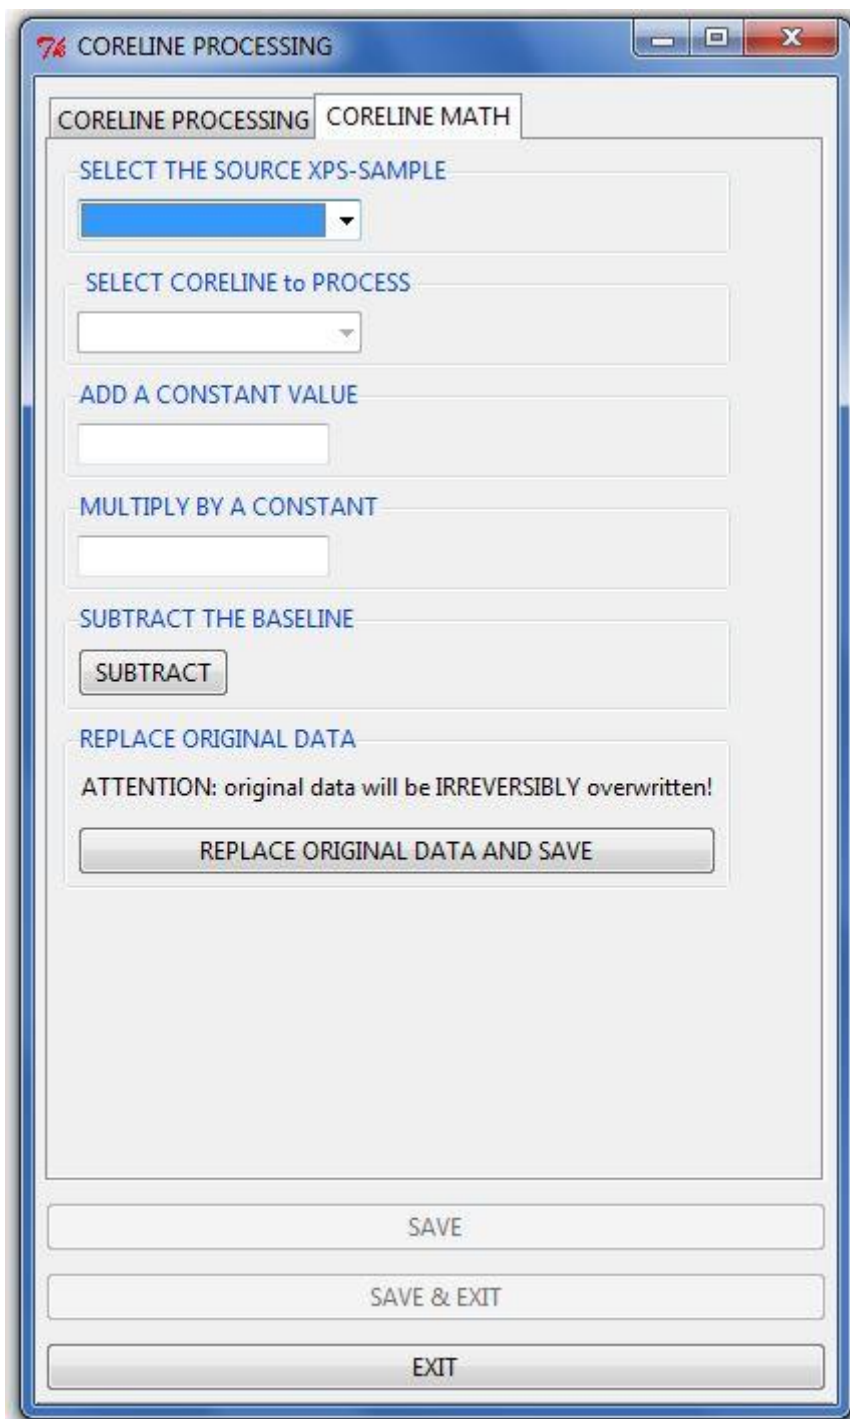 CORELINE PROCESSING
CORELINE PROCESSING CORELINE MATH
SELECT THE SOURCE XPS-SAMPLE
SELECT CORELINE to PROCESS
ADD A CONSTANT VALUE
MULTIPLY BY A CONSTANT
SUBTRACT THE BASELINE
SUBTRACT
REPLACE ORIGINAL DATA
ATTENTION: original data will be IRREVERSIBLY overwritten!
REPLACE ORIGINAL DATA AND SAVE
SAVE
SAVE & EXIT
EXIT